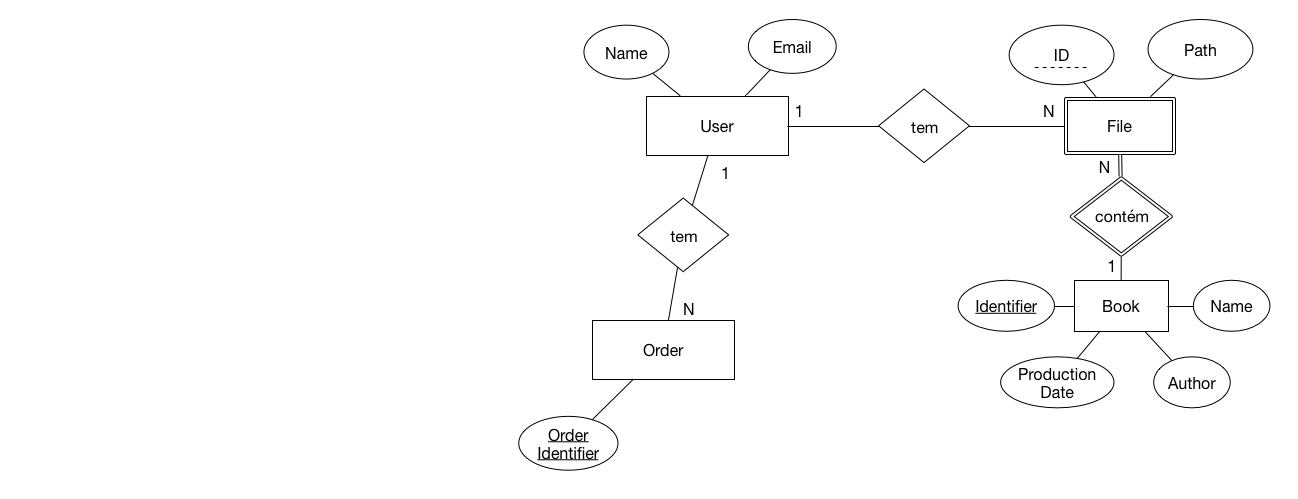 Name
Email
ID
Path
User
1
tem
N
File
N
1
contém
tem
1
N
Identifier
Book
Name
Order
Production
Date
Author
Order
Identifier